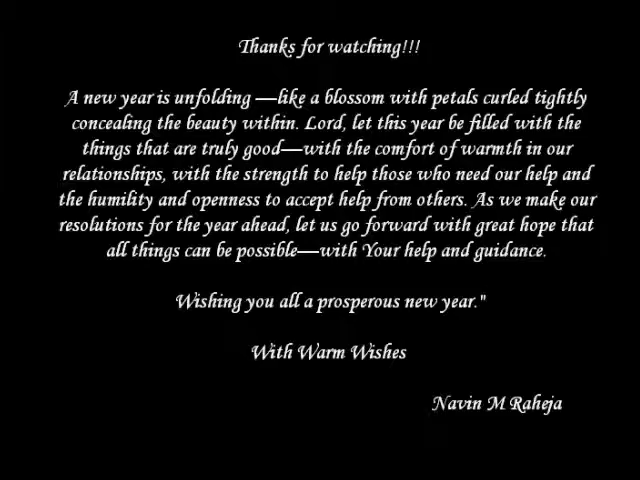 Thanks for watching!!!
A new year is unfolding —like a blossom with petals curled tightly
concealing the beauty within. Lord, let this year be filled with the
things that are truly good—with the comfort of warmth in our
relationships, with the strength to help those who need our help and
the humility and openness to accept help from others. As we make our
resolutions for the year ahead, let us go forward with great hope that
all things can be possible—with Your help and guidance.
Wishing you all a prosperous new year."
With Warm Wishes
Navin M Raheja